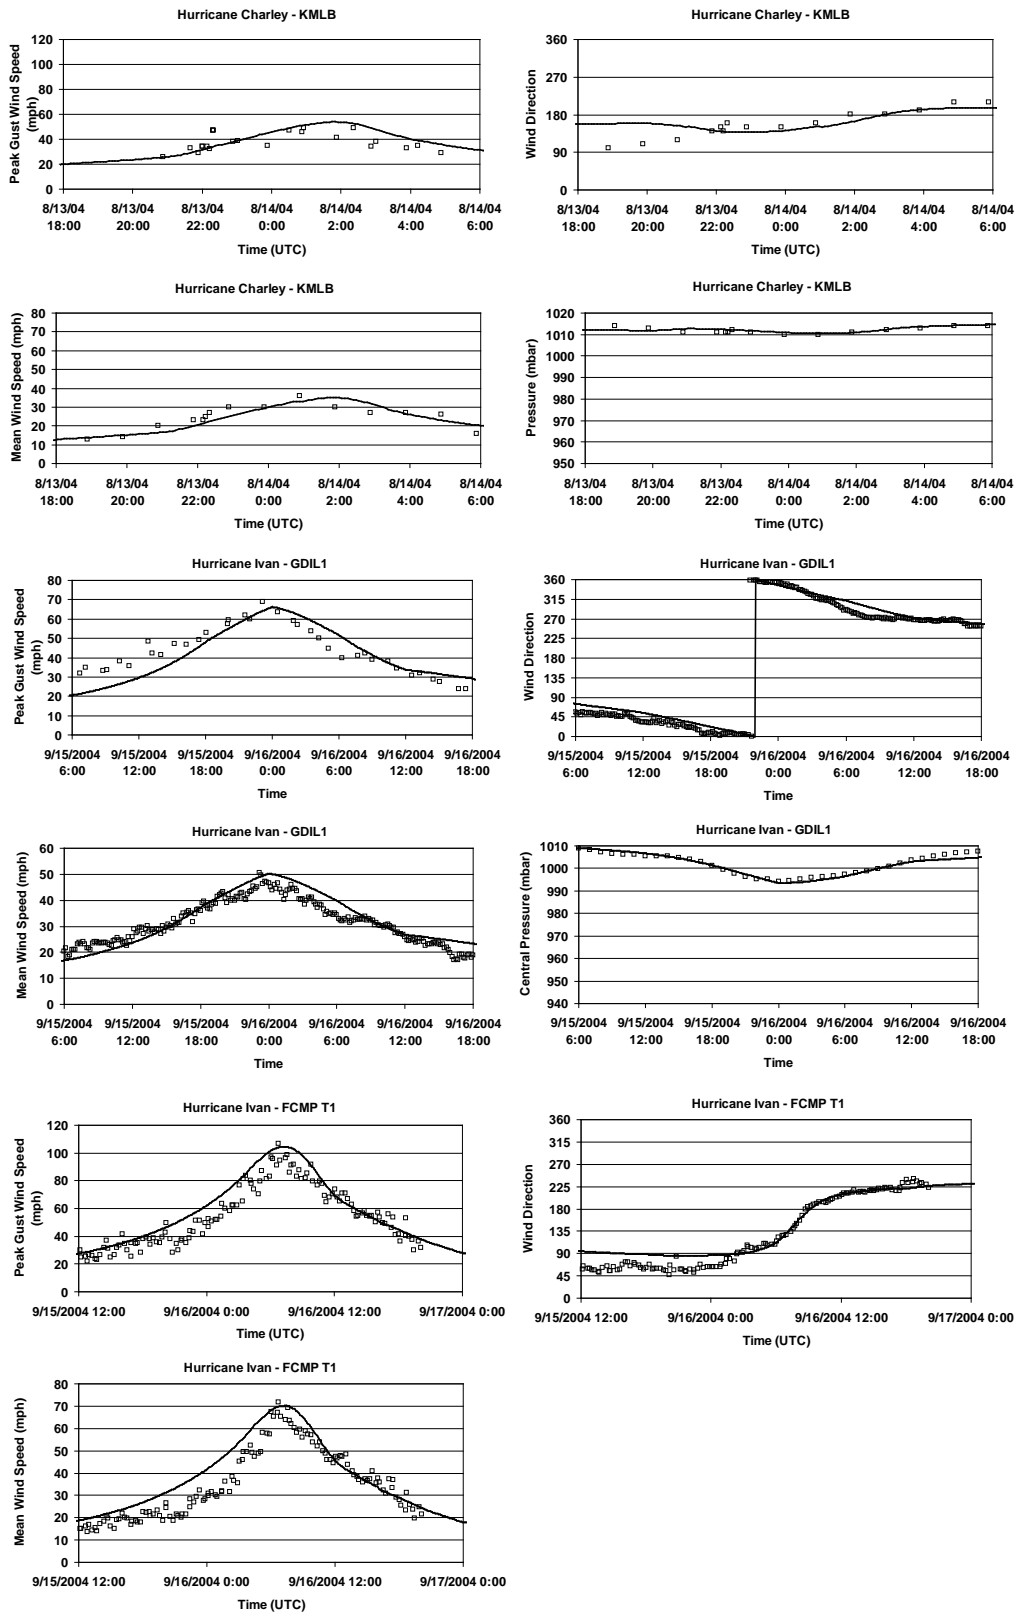 Hurricane Charley - KMLB
Peak Gust Wind Speed
(mph)
120
100
80
60
40
20
0
8/13/04 8/13/04 8/13/04 8/14/04 8/14/04 8/14/04 8/14/04
18:00 20:00 22:00 0:00 2:00 4:00 6:00
Time (UTC)
Hurricane Charley - KMLB
Wind Direction
360
270
180
90
0
8/13/04 8/13/04 8/13/04 8/14/04 8/14/04 8/14/04 8/14/04
18:00 20:00 22:00 0:00 2:00 4:00 6:00
Time (UTC)
Hurricane Charley - KMLB
Mean Wind Speed (mph)
80
70
60
50
40
30
20
10
0
8/13/04 8/13/04 8/13/04 8/14/04 8/14/04 8/14/04 8/14/04
18:00 20:00 22:00 0:00 2:00 4:00 6:00
Time (UTC)
Hurricane Charley - KMLB
Pressure (mbar)
1020
1010
1000
990
980
970
960
950
8/13/04 8/13/04 8/13/04 8/14/04 8/14/04 8/14/04 8/14/04
18:00 20:00 22:00 0:00 2:00 4:00 6:00
Time (UTC)
Hurricane Ivan - GDIL1
Peak Gust Wind Speed
(mph)
80
70
60
50
40
30
20
10
0
9/15/2004 9/15/2004 9/15/2004 9/16/2004 9/16/2004 9/16/2004 9/16/2004
6:00 12:00 18:00 0:00 6:00 12:00 18:00
Time
Hurricane Ivan - GDIL1
Wind Direction
360
315
270
225
180
135
90
45
0
9/15/2004 9/15/2004 9/15/2004 9/16/2004 9/16/2004 9/16/2004 9/16/2004
6:00 12:00 18:00 0:00 6:00 12:00 18:00
Time
Hurricane Ivan - GDIL1
Mean Wind Speed (mph)
60
50
40
30
20
10
0
9/15/2004 9/15/2004 9/15/2004 9/16/2004 9/16/2004 9/16/2004 9/16/2004
6:00 12:00 18:00 0:00 6:00 12:00 18:00
Time
Hurricane Ivan - GDIL1
Central Pressure (mbar)
1010
1000
990
980
970
960
950
940
9/15/2004 9/15/2004 9/15/2004 9/16/2004 9/16/2004 9/16/2004 9/16/2004
6:00 12:00 18:00 0:00 6:00 12:00 18:00
Time
Hurricane Ivan - FCMP T1
Peak Gust Wind Speed
(mph)
120
100
80
60
40
20
0
9/15/2004 12:00 9/16/2004 0:00 9/16/2004 12:00 9/17/2004 0:00
Time (UTC)
Hurricane Ivan - FCMP T1
Wind Direction
360
315
270
225
180
135
90
45
0
9/15/2004 12:00 9/16/2004 0:00 9/16/2004 12:00 9/17/2004 0:00
Time (UTC)
Hurricane Ivan - FCMP T1
Mean Wind Speed (mph)
80
70
60
50
40
30
20
10
0
9/15/2004 12:00 9/16/2004 0:00 9/16/2004 12:00 9/17/2004 0:00
Time (UTC)